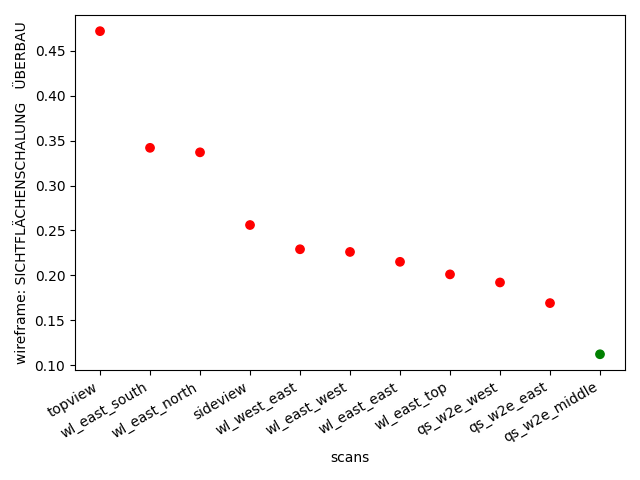 wireframe: SICHTFLÄCHENSCHALUNG   ÜBERBAU
0.45
0.40
0.35
0.30
0.25
0.20
0.15
0.10
topview
wl_east_south
wl_east_north
sideview
wl_west_east
wl_east_west
wl_east_east
wl_east_top
qs_w2e_west
qs_w2e_east
qs_w2e_middle
scans